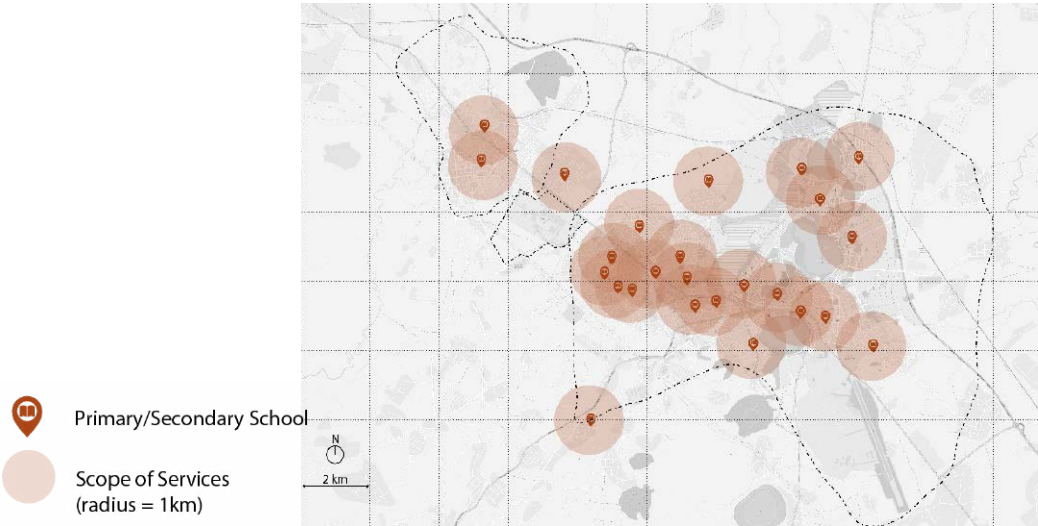 Primary/Secondary School
Scope of Services
(radius = 1km)
N
2 km